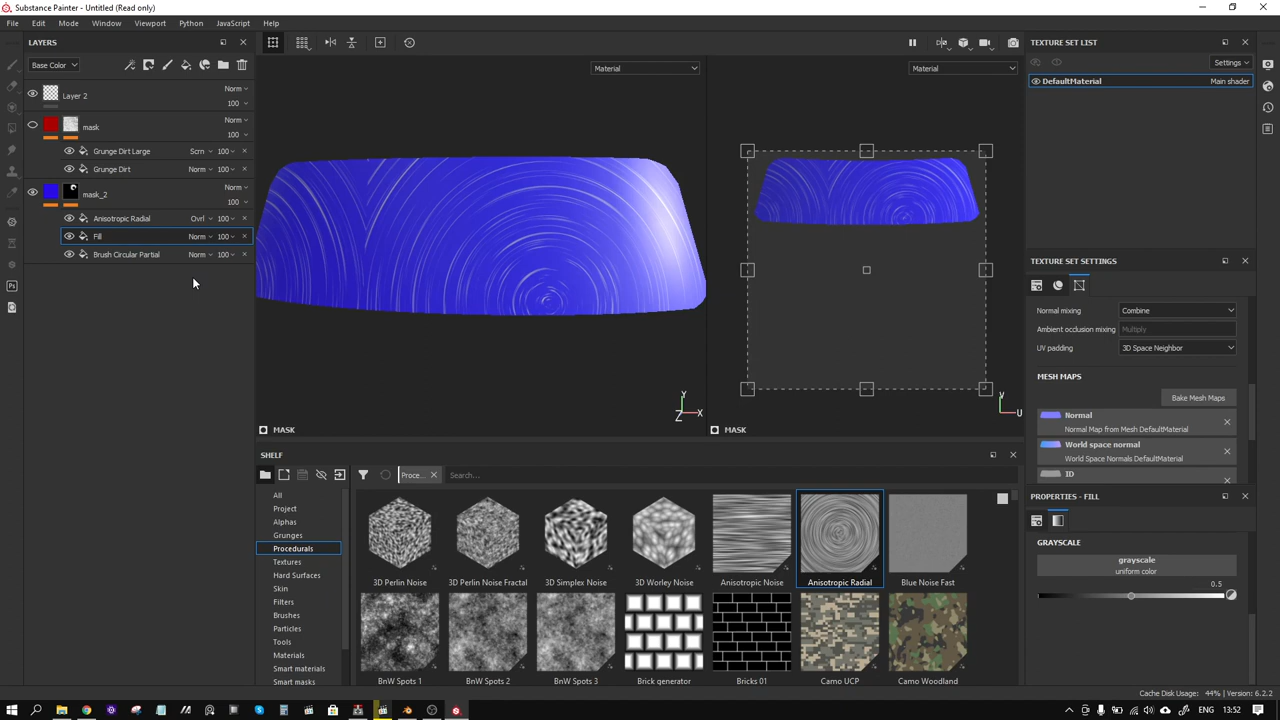 Substance Painter - Untitled (Read only)
File Edit Mode Window Viewport Python JavaScript Help
LAYERS
Base Color
Layer 2
Norm
100
mask
Norm
100
Grunge Dirt Large Scrn 100
Grunge Dirt Norm 100
mask_2
Norm
100
Anisotropic Radial Ovrl 100
Fill Norm 100
Brush Circular Partial Norm 100
Material
Material
Y
Z X
V
U
MASK
MASK
TEXTURE SET LIST
Settings
DefaultMaterial Main shader
TEXTURE SET SETTINGS
Normal mixing Combine
Ambient occlusion mixing Multiply
UV padding 3D Space Neighbor
MESH MAPS
Bake Mesh Maps
Normal
Normal Map from Mesh DefaultMaterial
World space normal
World Space Normals DefaultMaterial
ID
PROPERTIES - FILL
GRAYSCALE
grayscale
uniform color
0.5
SHELF
Proce... Search...
All
Project
Alphas
Grunges
Procedurals
Textures
Hard Surfaces
Skin
Filters
Brushes
Particles
Tools
Materials
Smart materials
Smart masks
3D Perlin Noise 3D Perlin Noise Fractal 3D Simplex Noise 3D Worley Noise Anisotropic Noise Anisotropic Radial Blue Noise Fast
BnW Spots 1 BnW Spots 2 BnW Spots 3 Brick generator Bricks 01 Camo UCP Camo Woodland
Cache Disk Usage: 44% | Version: 6.2.2
ENG 13:52